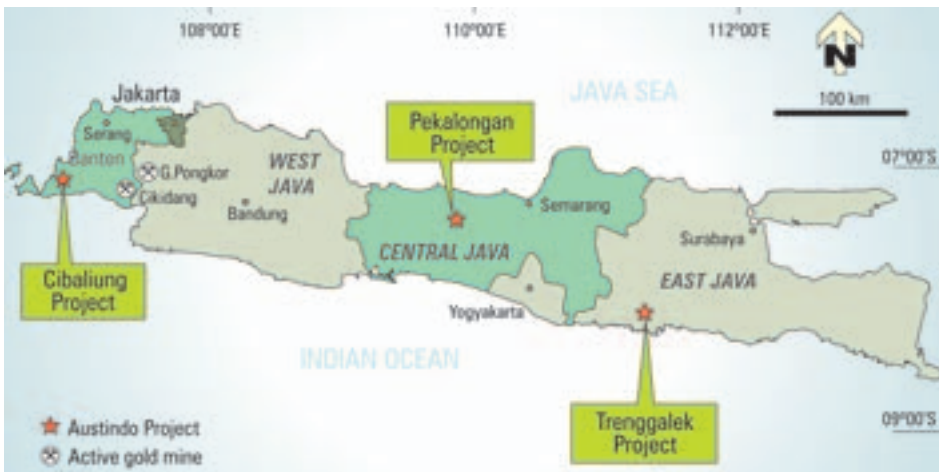 108°00'E
110°00'E
112°00'E
N
100 km
JAVA SEA
Jakarta
Serang
Banton
G.Pongkor
Cikidang
WEST
JAVA
Bandung
Pekalongan
Project
Semarang
07°00'S
CENTRAL JAVA
Surabaya
EAST JAVA
Yogyakarta
Cibaliung
Project
INDIAN OCEAN
Trenggalek
Project
09°00'S
Austindo Project
Active gold mine